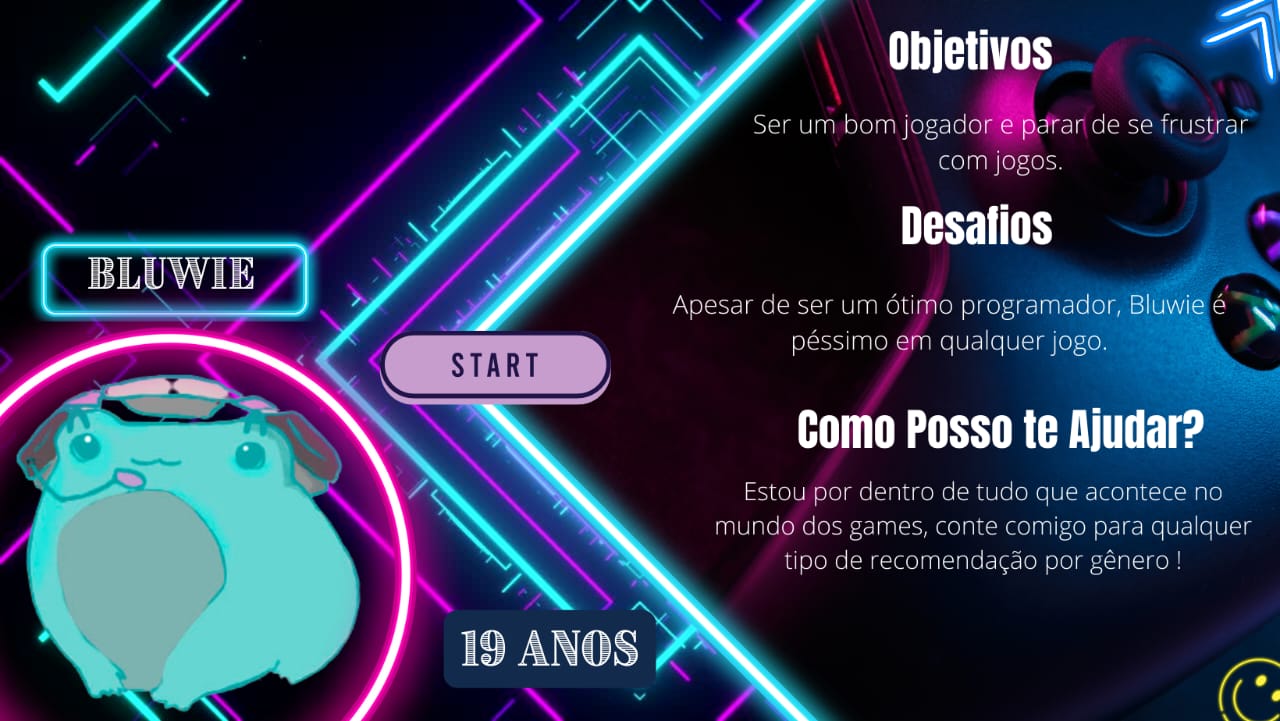 BLUWIE
START
19 ANOS
Objetivos
Ser um bom jogador e parar de se frustrar
com jogos.
Desafios
Apesar de ser um ótimo programador, Bluwie é
péssimo em qualquer jogo.
Como Posso te Ajudar?
Estou por dentro de tudo que acontece no
mundo dos games, conte comigo para qualquer
tipo de recomendação por gênero !